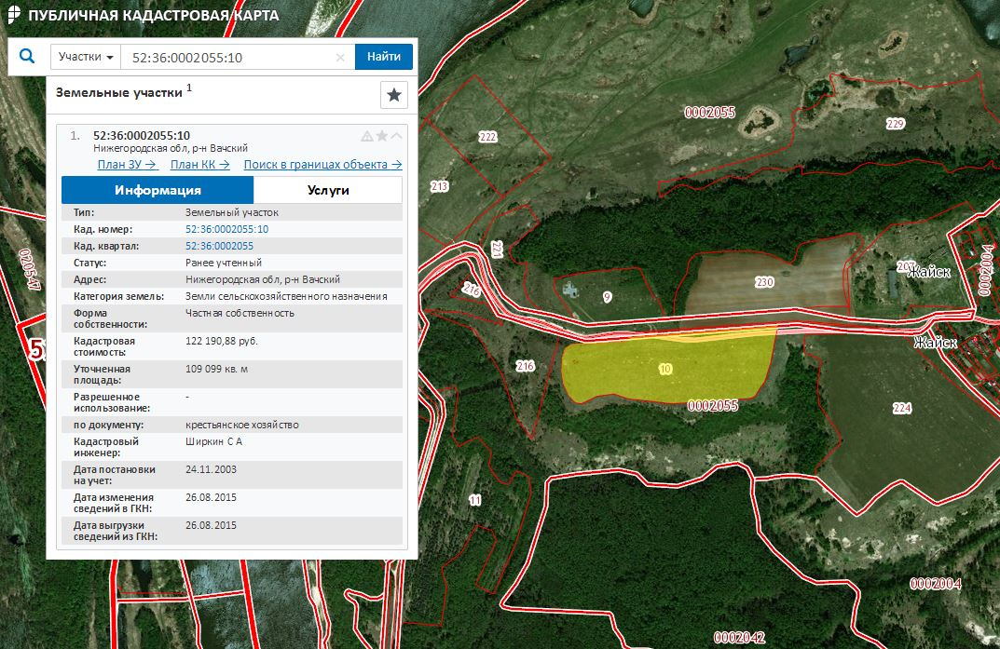 ПУБЛИЧНАЯ КАДАСТРОВАЯ КАРТА
Участки 52:36:0002055:10 × Найти
Земельные участки 1
1. 52:36:0002055:10
Нижегородская обл, р-н Вачский
План ЗУ → План КК → Поиск в границах объекта →
Информация Услуги
Тип: Земельный участок
Кад. номер: 52:36:0002055:10
Кад. квартал: 52:36:0002055
Статус: Ранее учтенный
Адрес: Нижегородская обл, р-н Вачский
Категория земель: Земли сельскохозяйственного назначения
Форма Частная собственность
собственности:
Кадастровая 122 190,88 руб.
стоимость:
Уточненная 109 099 кв. м
площадь:
Разрешенное -
использование:
по документу: крестьянское хозяйство
Кадастровый Ширкин С А
инженер:
Дата постановки 24.11.2003
на учет:
Дата изменения 26.08.2015
сведений в ГКН:
Дата выгрузки 26.08.2015
сведений из ГКН:
0002055
229
222
213
221
207
Жайск
0002004
020547
216
9
230
Жайск
5
216
10
0002055
224
11
0002004
0002042